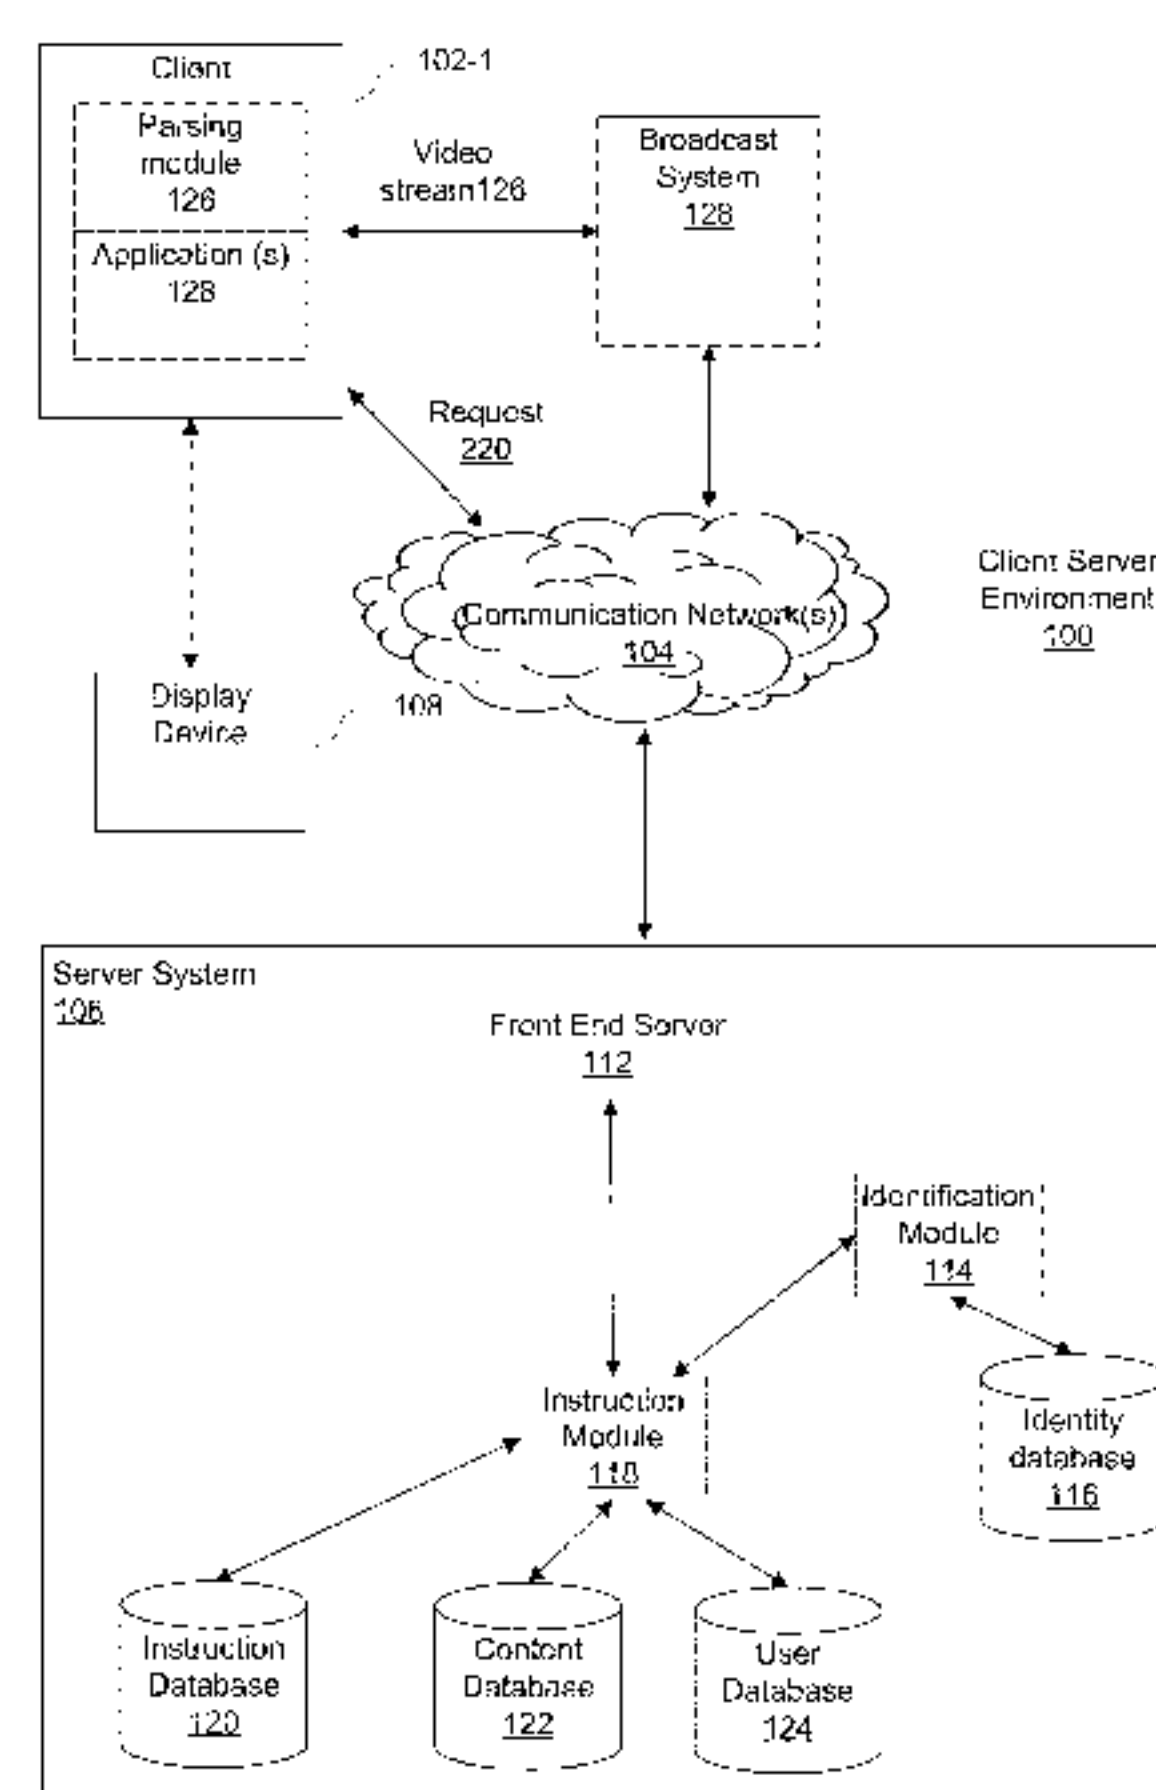 Client
102-1
Parsing
module
126
Application (s)
128
Video
stream126
Broadcast
System
128
Request
220
Communication Network(s)
104
Client Server
Environment
100
Display
Device
108
Server System
106
Front End Server
112
Identification
Module
114
Instruction
Module
118
Identity
database
116
Instruction
Database
120
Content
Database
122
User
Database
124